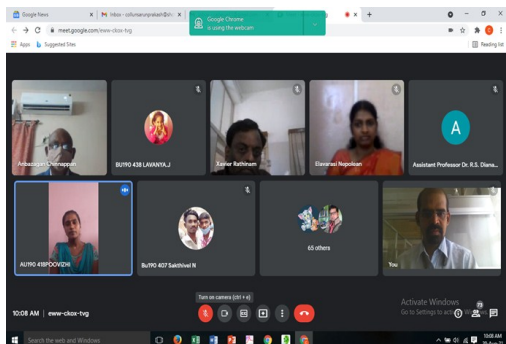 Google News
Inbox -
Google Chrome
is using the webcam
meet.google.com/eww-ckox-tvg
Apps
Suggested Sites
Reading list
Anbazagan Chinnappan
BU190 438 LAVANYA.J
Xavier Rathinam
Elavarasi Nepolean
A
Assistant Professor Dr. R.S. Diana...
AU190 418POOVIZHI
Bu190 407 Sakthivel N
65 others
You
Turn on camera (ctrl + e)
10:08 AM | eww-ckox-tvg
Activate Windows
Go to Settings to activate Windows.
73
Search the web and Windows
10:08 AM